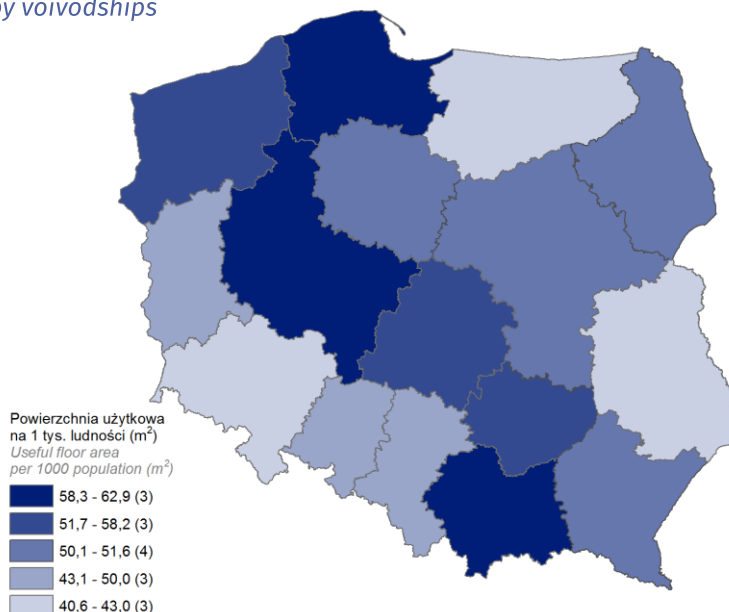 by voivodships
Powierzchnia użytkowa
na 1 tys. ludności (m²)
Useful floor area
per 1000 population (m²)
58,3 - 62,9 (3)
51,7 - 58,2 (3)
50,1 - 51,6 (4)
43,1 - 50,0 (3)
40,6 - 43,0 (3)